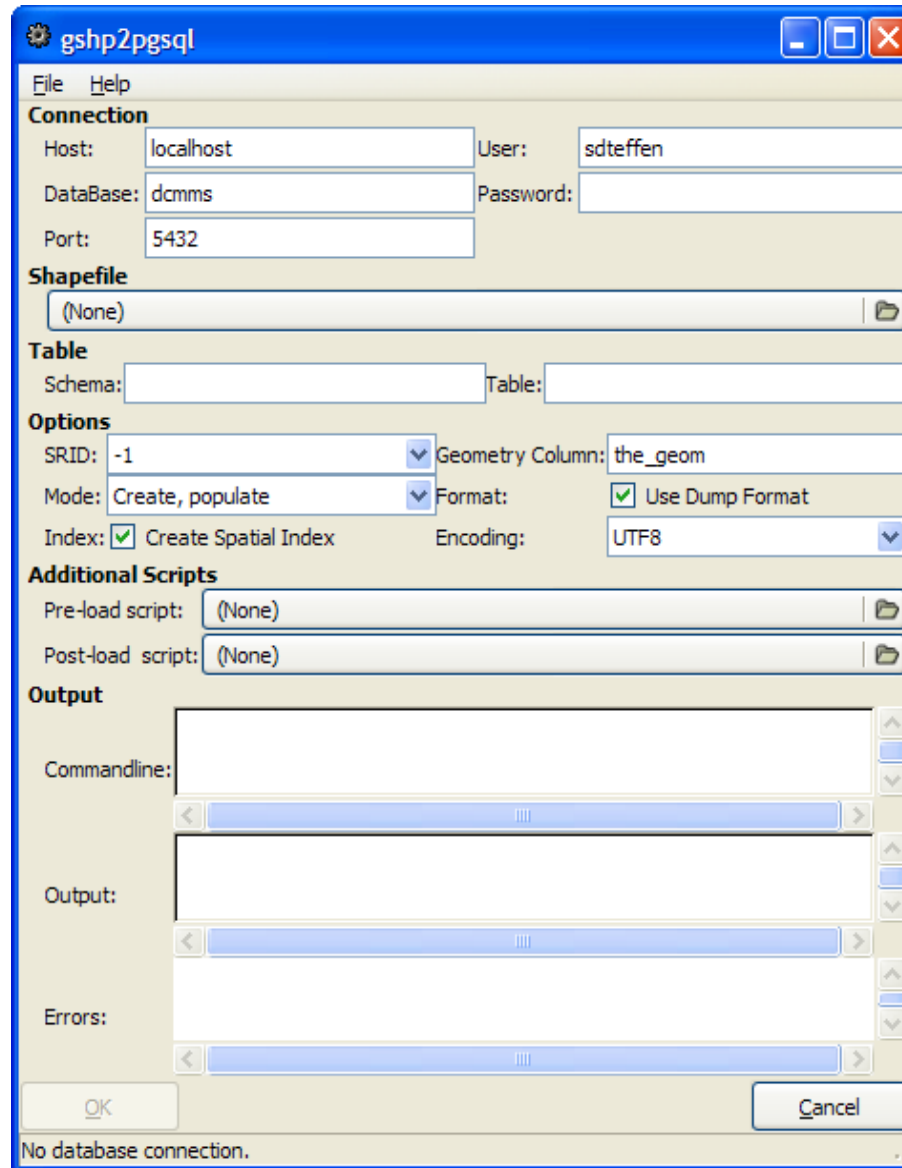 gshp2pgsql
File Help
Connection
Host: localhost User: sdteffen
DataBase: dcmms Password:
Port: 5432
Shapefile
(None)
Table
Schema: Table:
Options
SRID: -1 Geometry Column: the_geom
Mode: Create, populate Format: Use Dump Format
Index: Create Spatial Index Encoding: UTF8
Additional Scripts
Pre-load script: (None)
Post-load script: (None)
Output
Commandline:
Output:
Errors:
OK Cancel
No database connection.